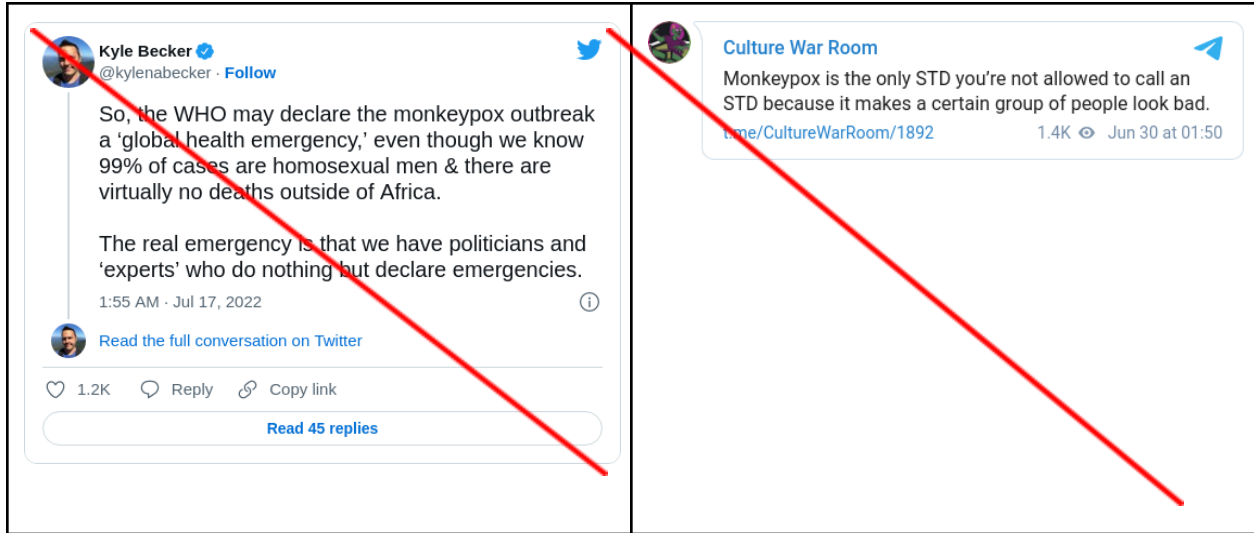 Kyle Becker
@kylenabecker · Follow
So, the WHO may declare the monkeypox outbreak
a ‘global health emergency,’ even though we know
99% of cases are homosexual men & there are
virtually no deaths outside of Africa.
The real emergency is that we have politicians and
‘experts’ who do nothing but declare emergencies.
1:55 AM · Jul 17, 2022
Read the full conversation on Twitter
1.2K Reply Copy link
Read 45 replies
Culture War Room
Monkeypox is the only STD you’re not allowed to call an
STD because it makes a certain group of people look bad.
t.me/CultureWarRoom/1892 1.4K Jun 30 at 01:50